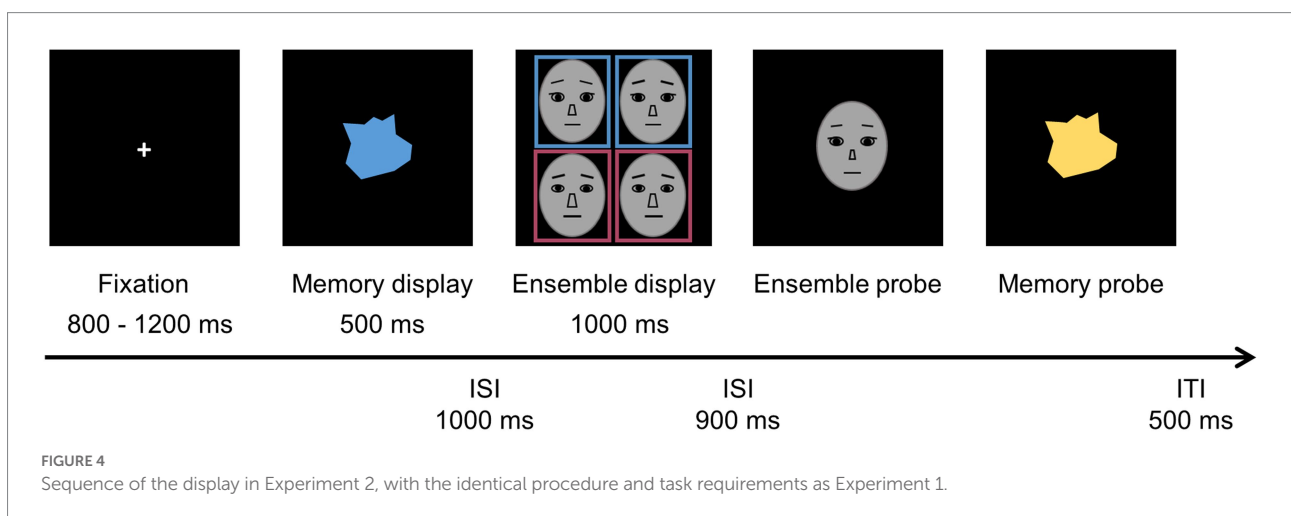 Fixation
Memory display
Ensemble display
Ensemble probe
Memory probe
800 - 1200 ms
500 ms
1000 ms
ISI
ISI
ITI
1000 ms
900 ms
500 ms
FIGURE 4
Sequence of the display in Experiment 2, with the identical procedure and task requirements as Experiment 1.